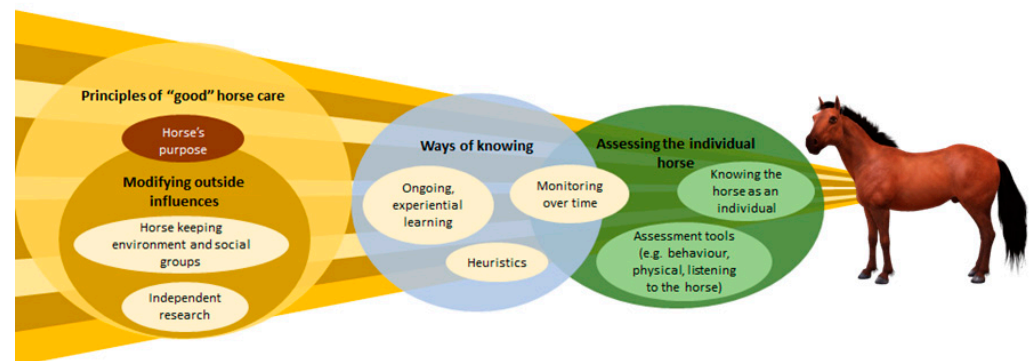 Principles of “good” horse care
Horse's
purpose
Modifying outside
influences
Horse keeping
environment and social
groups
Independent
research
Ways of knowing
Ongoing,
experiential
learning
Monitoring
over time
Heuristics
Assessing the individual
horse
Knowing the
horse as an
individual
Assessment tools
(e.g. behaviour,
physical, listening
to the horse)